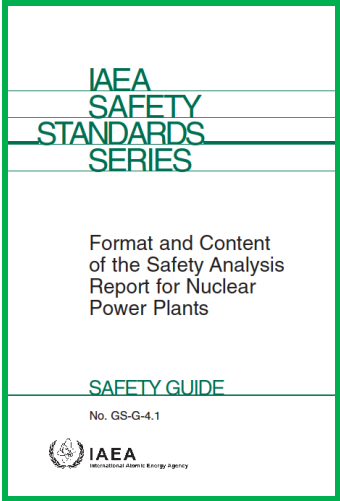 IAEA
SAFETY
STANDARDS
SERIES
Format and Content
of the Safety Analysis
Report for Nuclear
Power Plants
SAFETY GUIDE
No. GS-G-4.1
IAEA
International Atomic Energy Agency